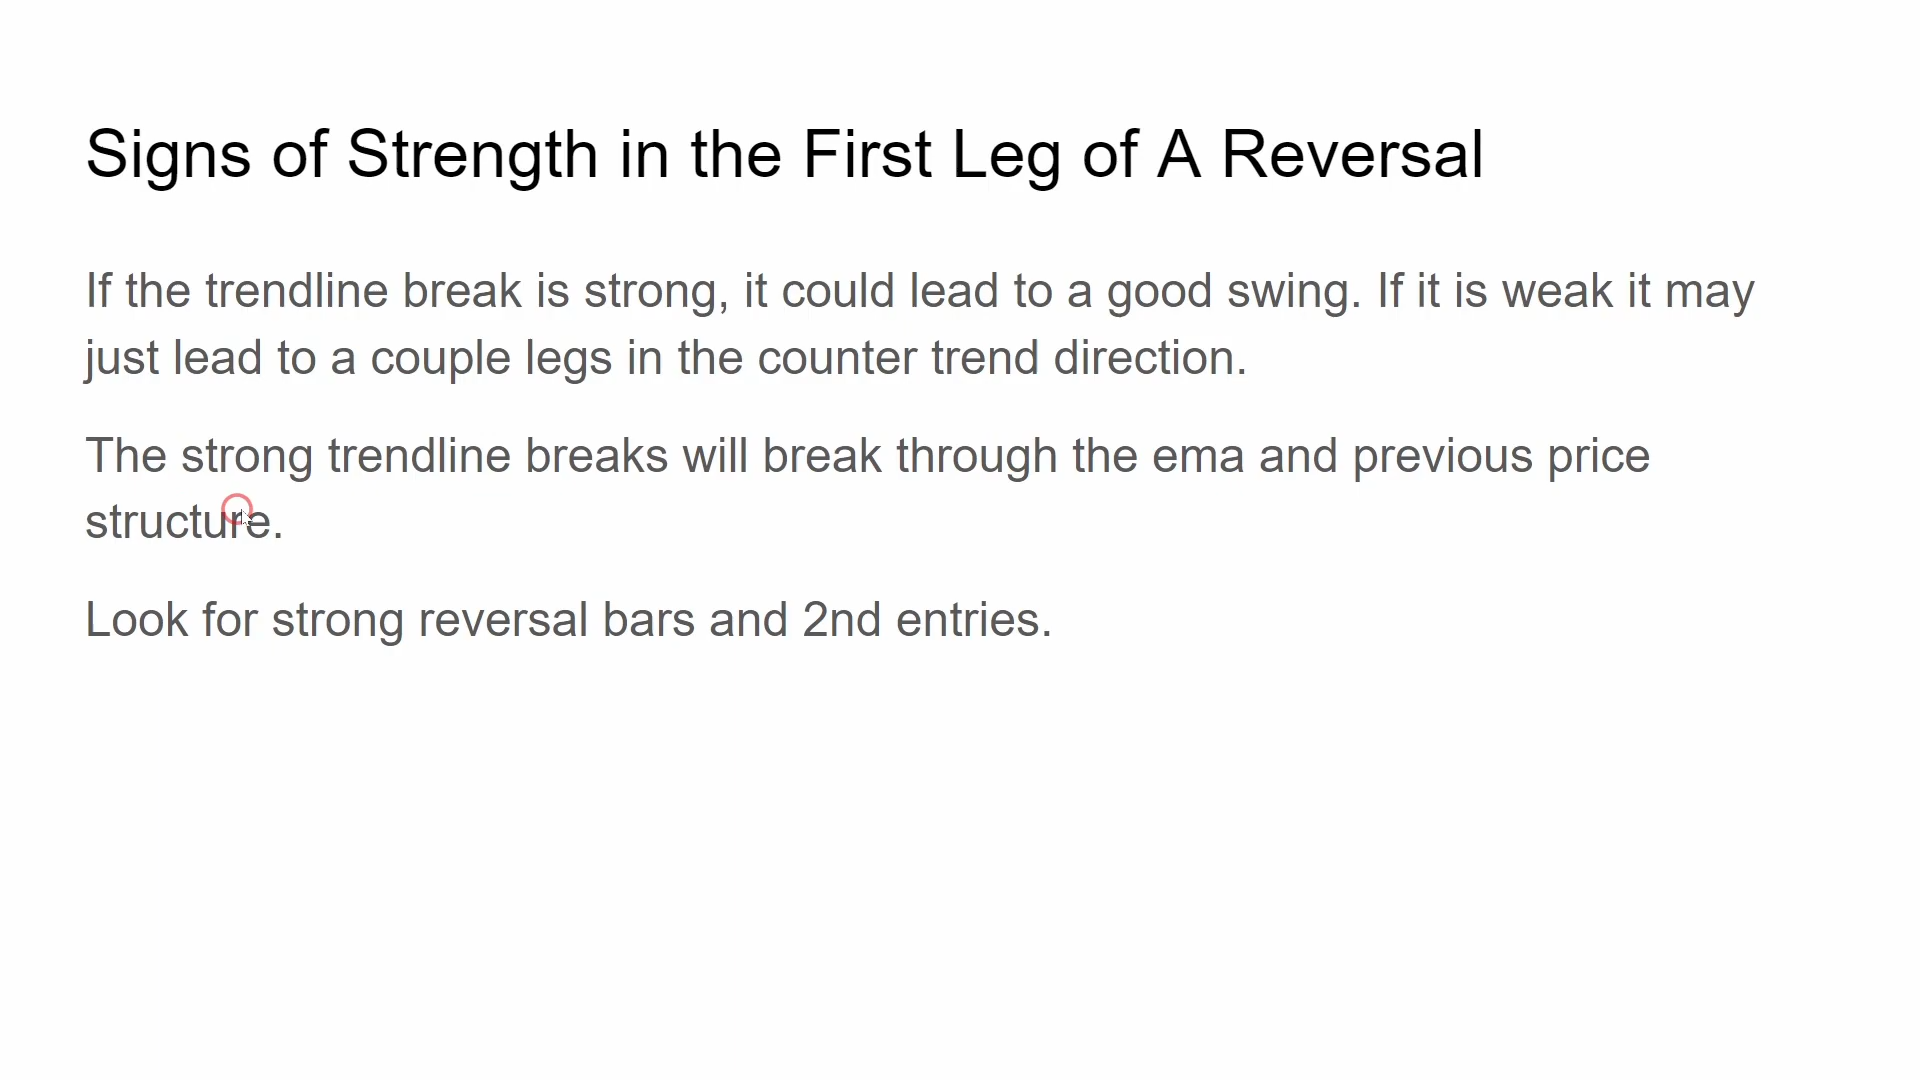 Signs of Strength in the First Leg of A Reversal
If the trendline break is strong, it could lead to a good swing. If it is weak it may
just lead to a couple legs in the counter trend direction.
The strong trendline breaks will break through the ema and previous price
structure.
Look for strong reversal bars and 2nd entries.